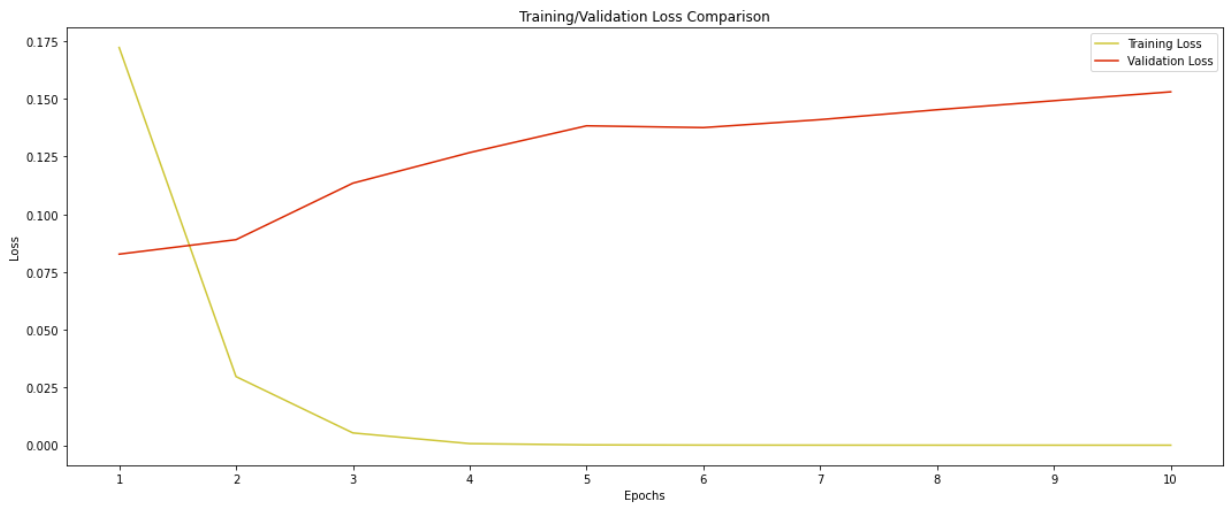 Training/Validation Loss Comparison
Training Loss
Validation Loss
0.175
0.150
0.125
0.100
0.075
0.050
0.025
0.000
Loss
1 2 3 4 5 6 7 8 9 10
Epochs